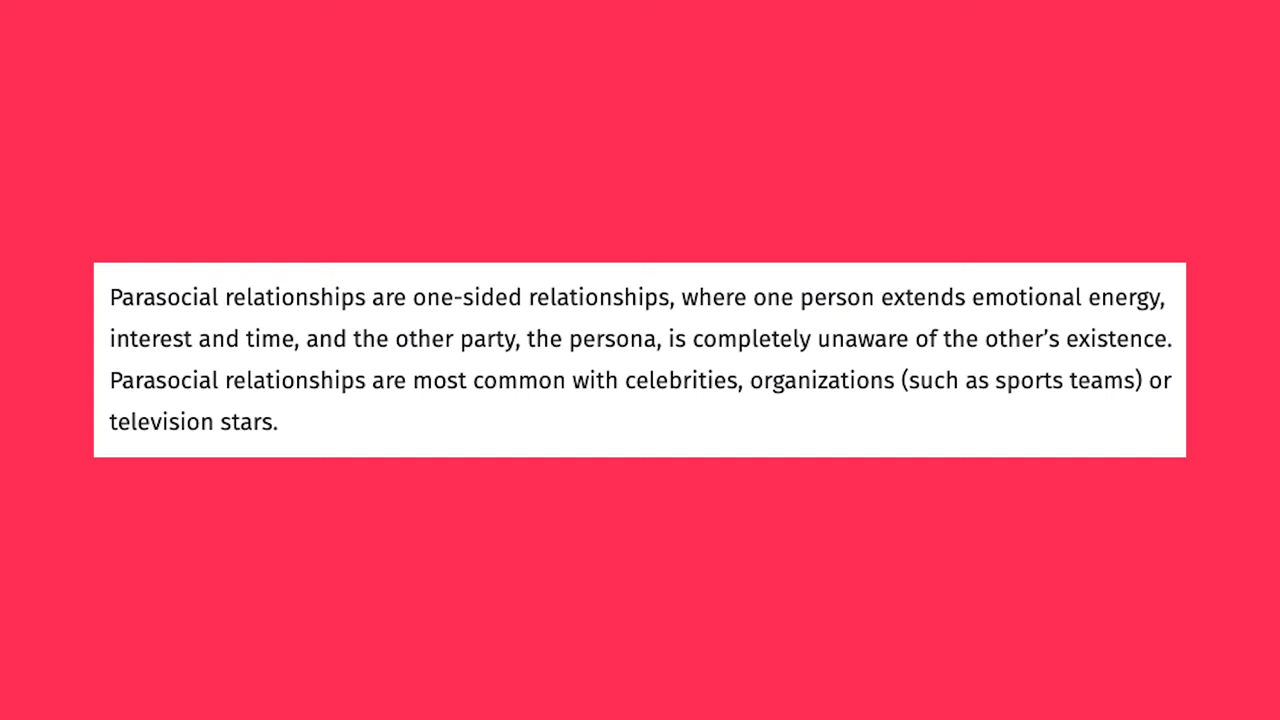 Parasocial relationships are one-sided relationships, where one person extends emotional energy,
interest and time, and the other party, the persona, is completely unaware of the other’s existence.
Parasocial relationships are most common with celebrities, organizations (such as sports teams) or
television stars.